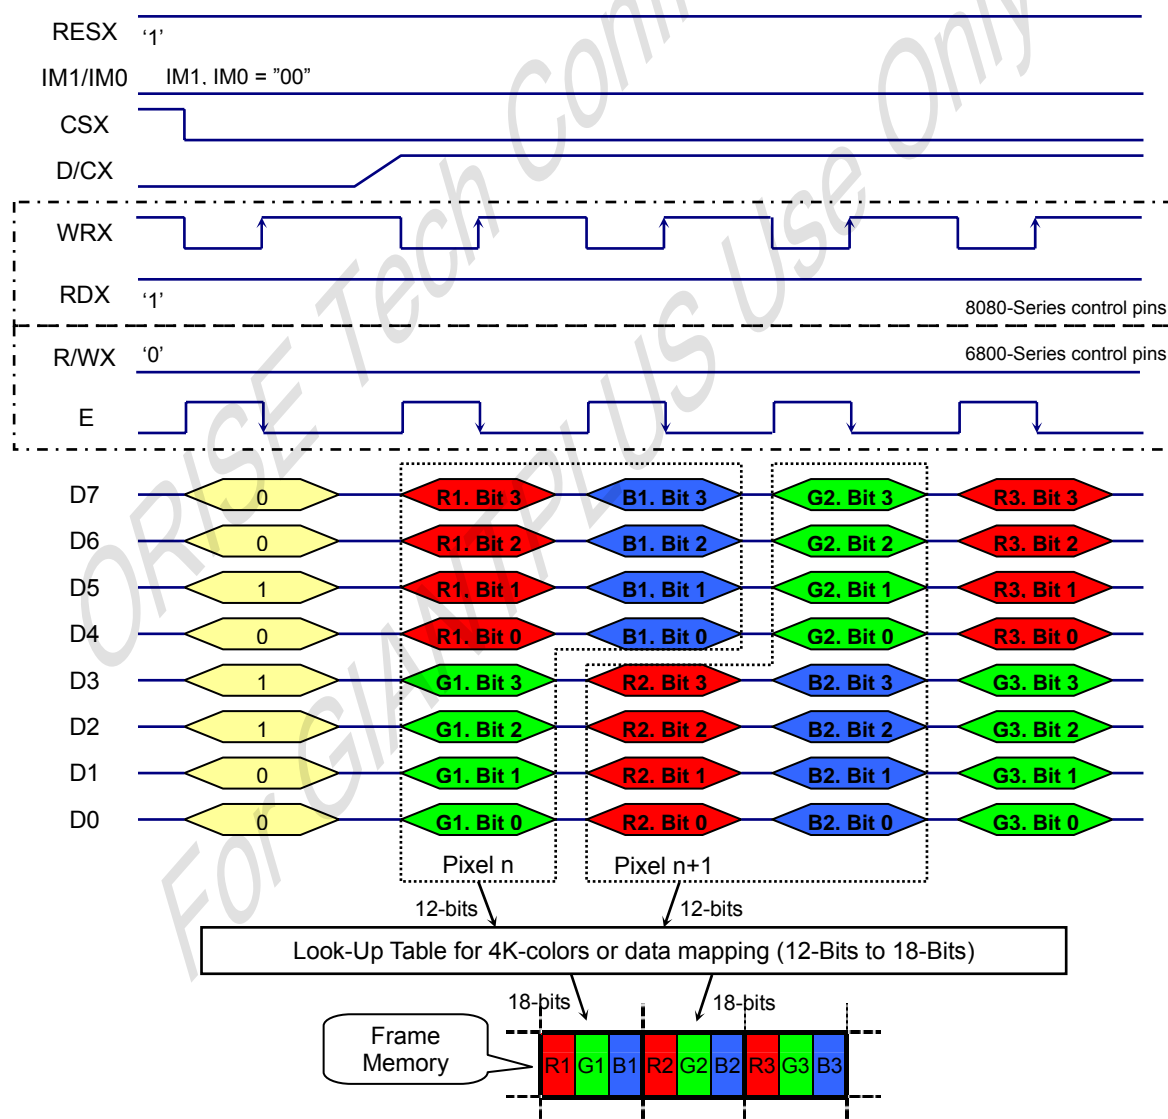 RESX '1'
IM1/IM0 IM1, IM0 = "00"
CSX
D/CX
WRX
RDX '1'
8080-Series control pins
R/WX '0' 6800-Series control pins
E
D7 0 R1. Bit 3 B1. Bit 3 G2. Bit 3 R3. Bit 3
D6 0 R1. Bit 2 B1. Bit 2 G2. Bit 2 R3. Bit 2
D5 1 R1. Bit 1 B1. Bit 1 G2. Bit 1 R3. Bit 1
D4 0 R1. Bit 0 B1. Bit 0 G2. Bit 0 R3. Bit 0
D3 1 G1. Bit 3 R2. Bit 3 B2. Bit 3 G3. Bit 3
D2 1 G1. Bit 2 R2. Bit 2 B2. Bit 2 G3. Bit 2
D1 0 G1. Bit 1 R2. Bit 1 B2. Bit 1 G3. Bit 1
D0 0 G1. Bit 0 R2. Bit 0 B2. Bit 0 G3. Bit 0
Pixel n Pixel n+1
12-bits 12-bits
Look-Up Table for 4K-colors or data mapping (12-Bits to 18-Bits)
18-bits 18-bits
Frame
Memory
R1 G1 B1 R2 G2 B2 R3 G3 B3
ORISE Tech
For GIANTPLUS Use Only